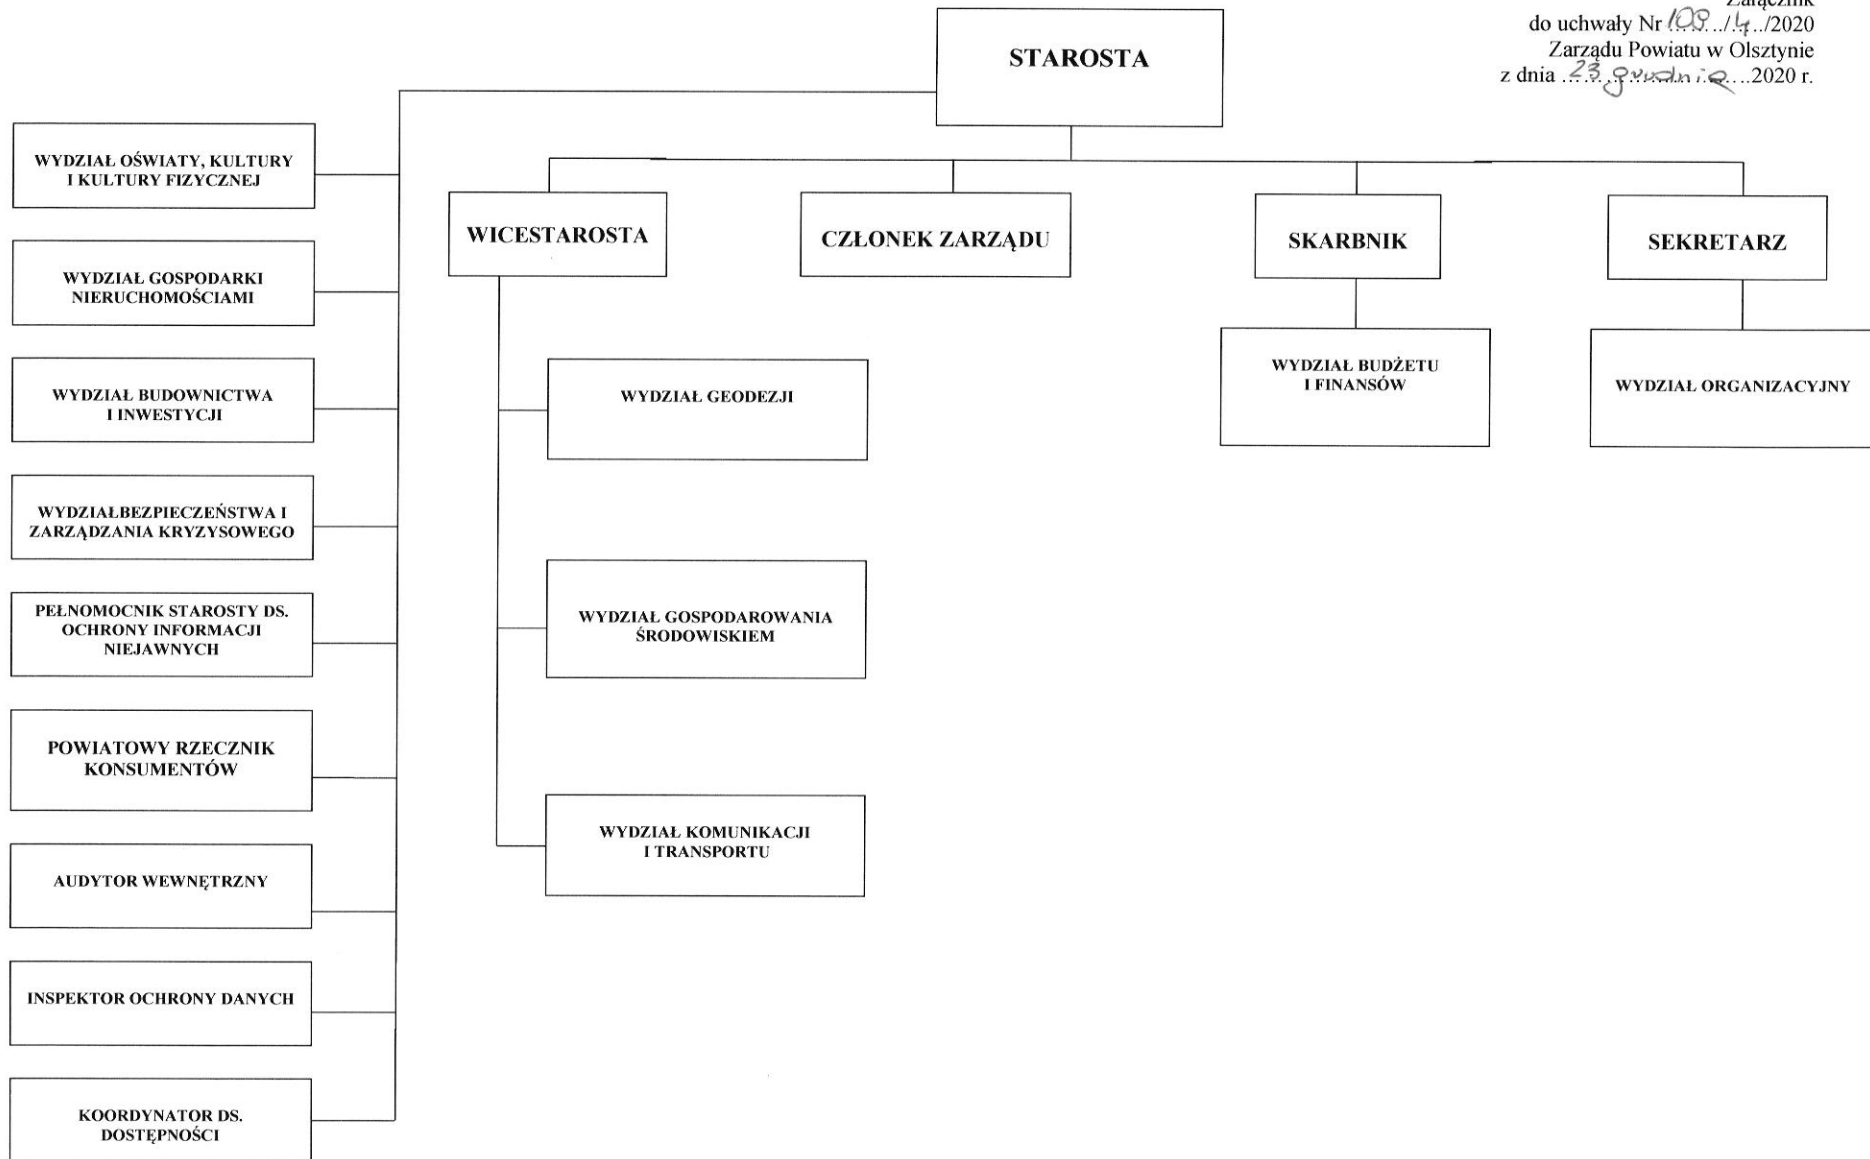 Załącznik
do uchwały Nr 109/4/2020
Zarządu Powiatu w Olsztynie
z dnia 23 grudnia 2020 r.
STAROSTA
WYDZIAŁ OŚWIATY, KULTURY
I KULTURY FIZYCZNEJ
WYDZIAŁ GOSPODARKI
NIERUCHOMOŚCIAMI
WYDZIAŁ BUDOWNICTWA
I INWESTYCJI
WYDZIAŁBEZPIECZEŃSTWA I
ZARZĄDZANIA KRYZYSOWEGO
PEŁNOMOCNIK STAROSTY DS.
OCHRONY INFORMACJI
NIEJAWNYCH
POWIATOWY RZECZNIK
KONSUMENTÓW
AUDYTOR WEWNĘTRZNY
INSPEKTOR OCHRONY DANYCH
KOORDYNATOR DS.
DOSTĘPNOŚCI
WICESTAROSTA
WYDZIAŁ GEODEZJI
WYDZIAŁ GOSPODAROWANIA
ŚRODOWISKIEM
WYDZIAŁ KOMUNIKACJI
I TRANSPORTU
CZŁONEK ZARZĄDU
SKARBNIK
WYDZIAŁ BUDŻETU
I FINANSÓW
SEKRETARZ
WYDZIAŁ ORGANIZACYJNY